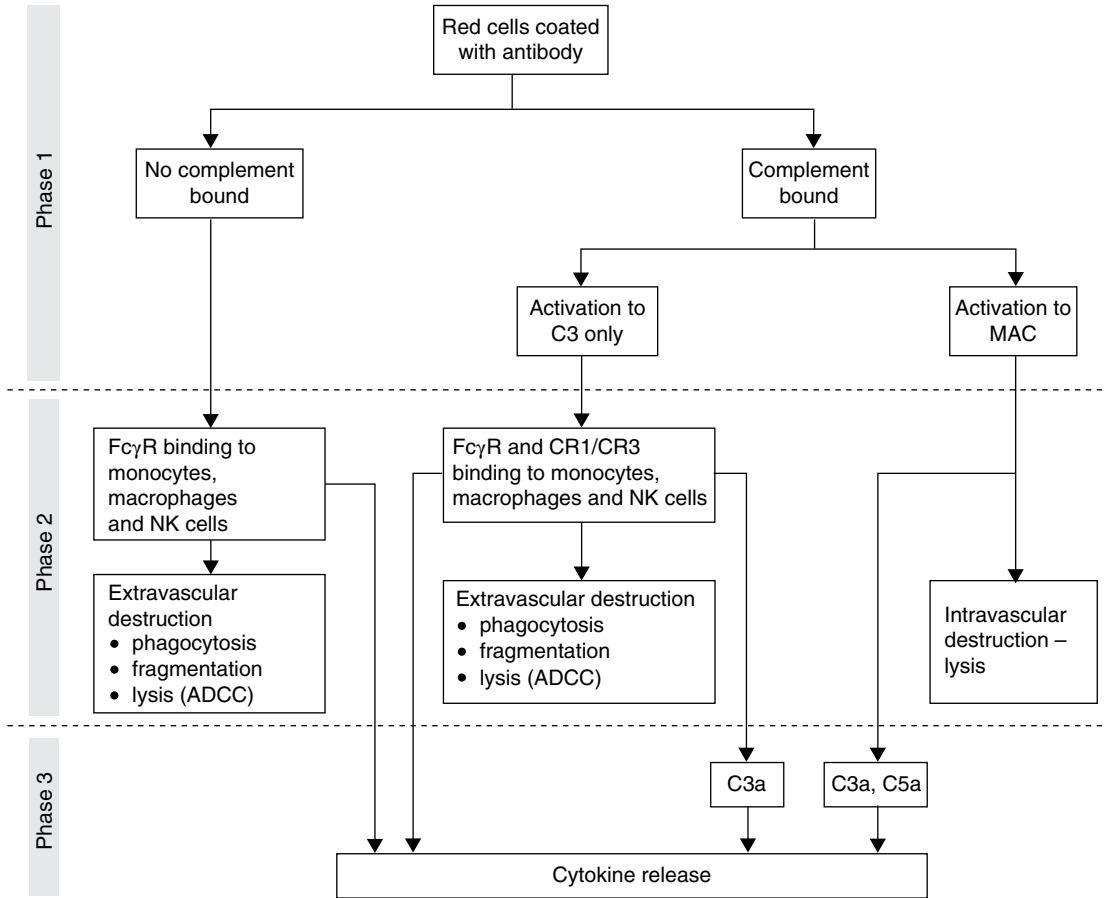 Phase 1
Red cells coated
with antibody
No complement
bound
Complement
bound
Activation to
C3 only
Activation to
MAC
Phase 2
FcγR binding to
monocytes,
macrophages
and NK cells
FcγR and CR1/CR3
binding to monocytes,
macrophages and NK cells
Extravascular
destruction
• phagocytosis
• fragmentation
• lysis (ADCC)
Extravascular destruction
• phagocytosis
• fragmentation
• lysis (ADCC)
Intravascular
destruction –
lysis
Phase 3
C3a
C3a, C5a
Cytokine release